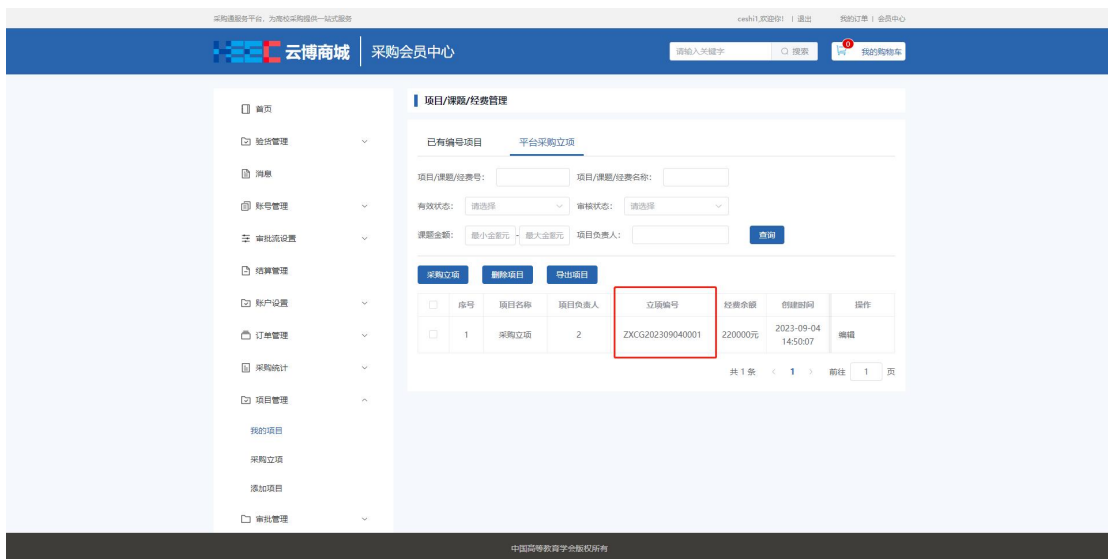 采购通服务平台，为高校采购提供一站式服务
ceshi1,欢迎你! | 退出 我的订单 | 会员中心
HEEC 云博商城 采购会员中心 请输入关键字 搜索 0 我的购物车
首页
验货管理
消息
账号管理
审批流设置
结算管理
账户设置
订单管理
采购统计
项目管理
我的项目
采购立项
添加项目
审批管理
项目/课题/经费管理
已有编号项目 平台采购立项
项目/课题/经费号: 项目/课题/经费名称:
有效状态: 请选择 审核状态: 请选择
课题金额: 最小金额元 - 最大金额元 项目负责人: 查询
采购立项 删除项目 导出项目
序号 项目名称 项目负责人 立项编号 经费余额 创建时间 操作
1 采购立项 2 ZXCG202309040001 220000元 2023-09-04 14:50:07 编辑
共 1 条 < 1 > 前往 1 页
中国高等教育学会版权所有